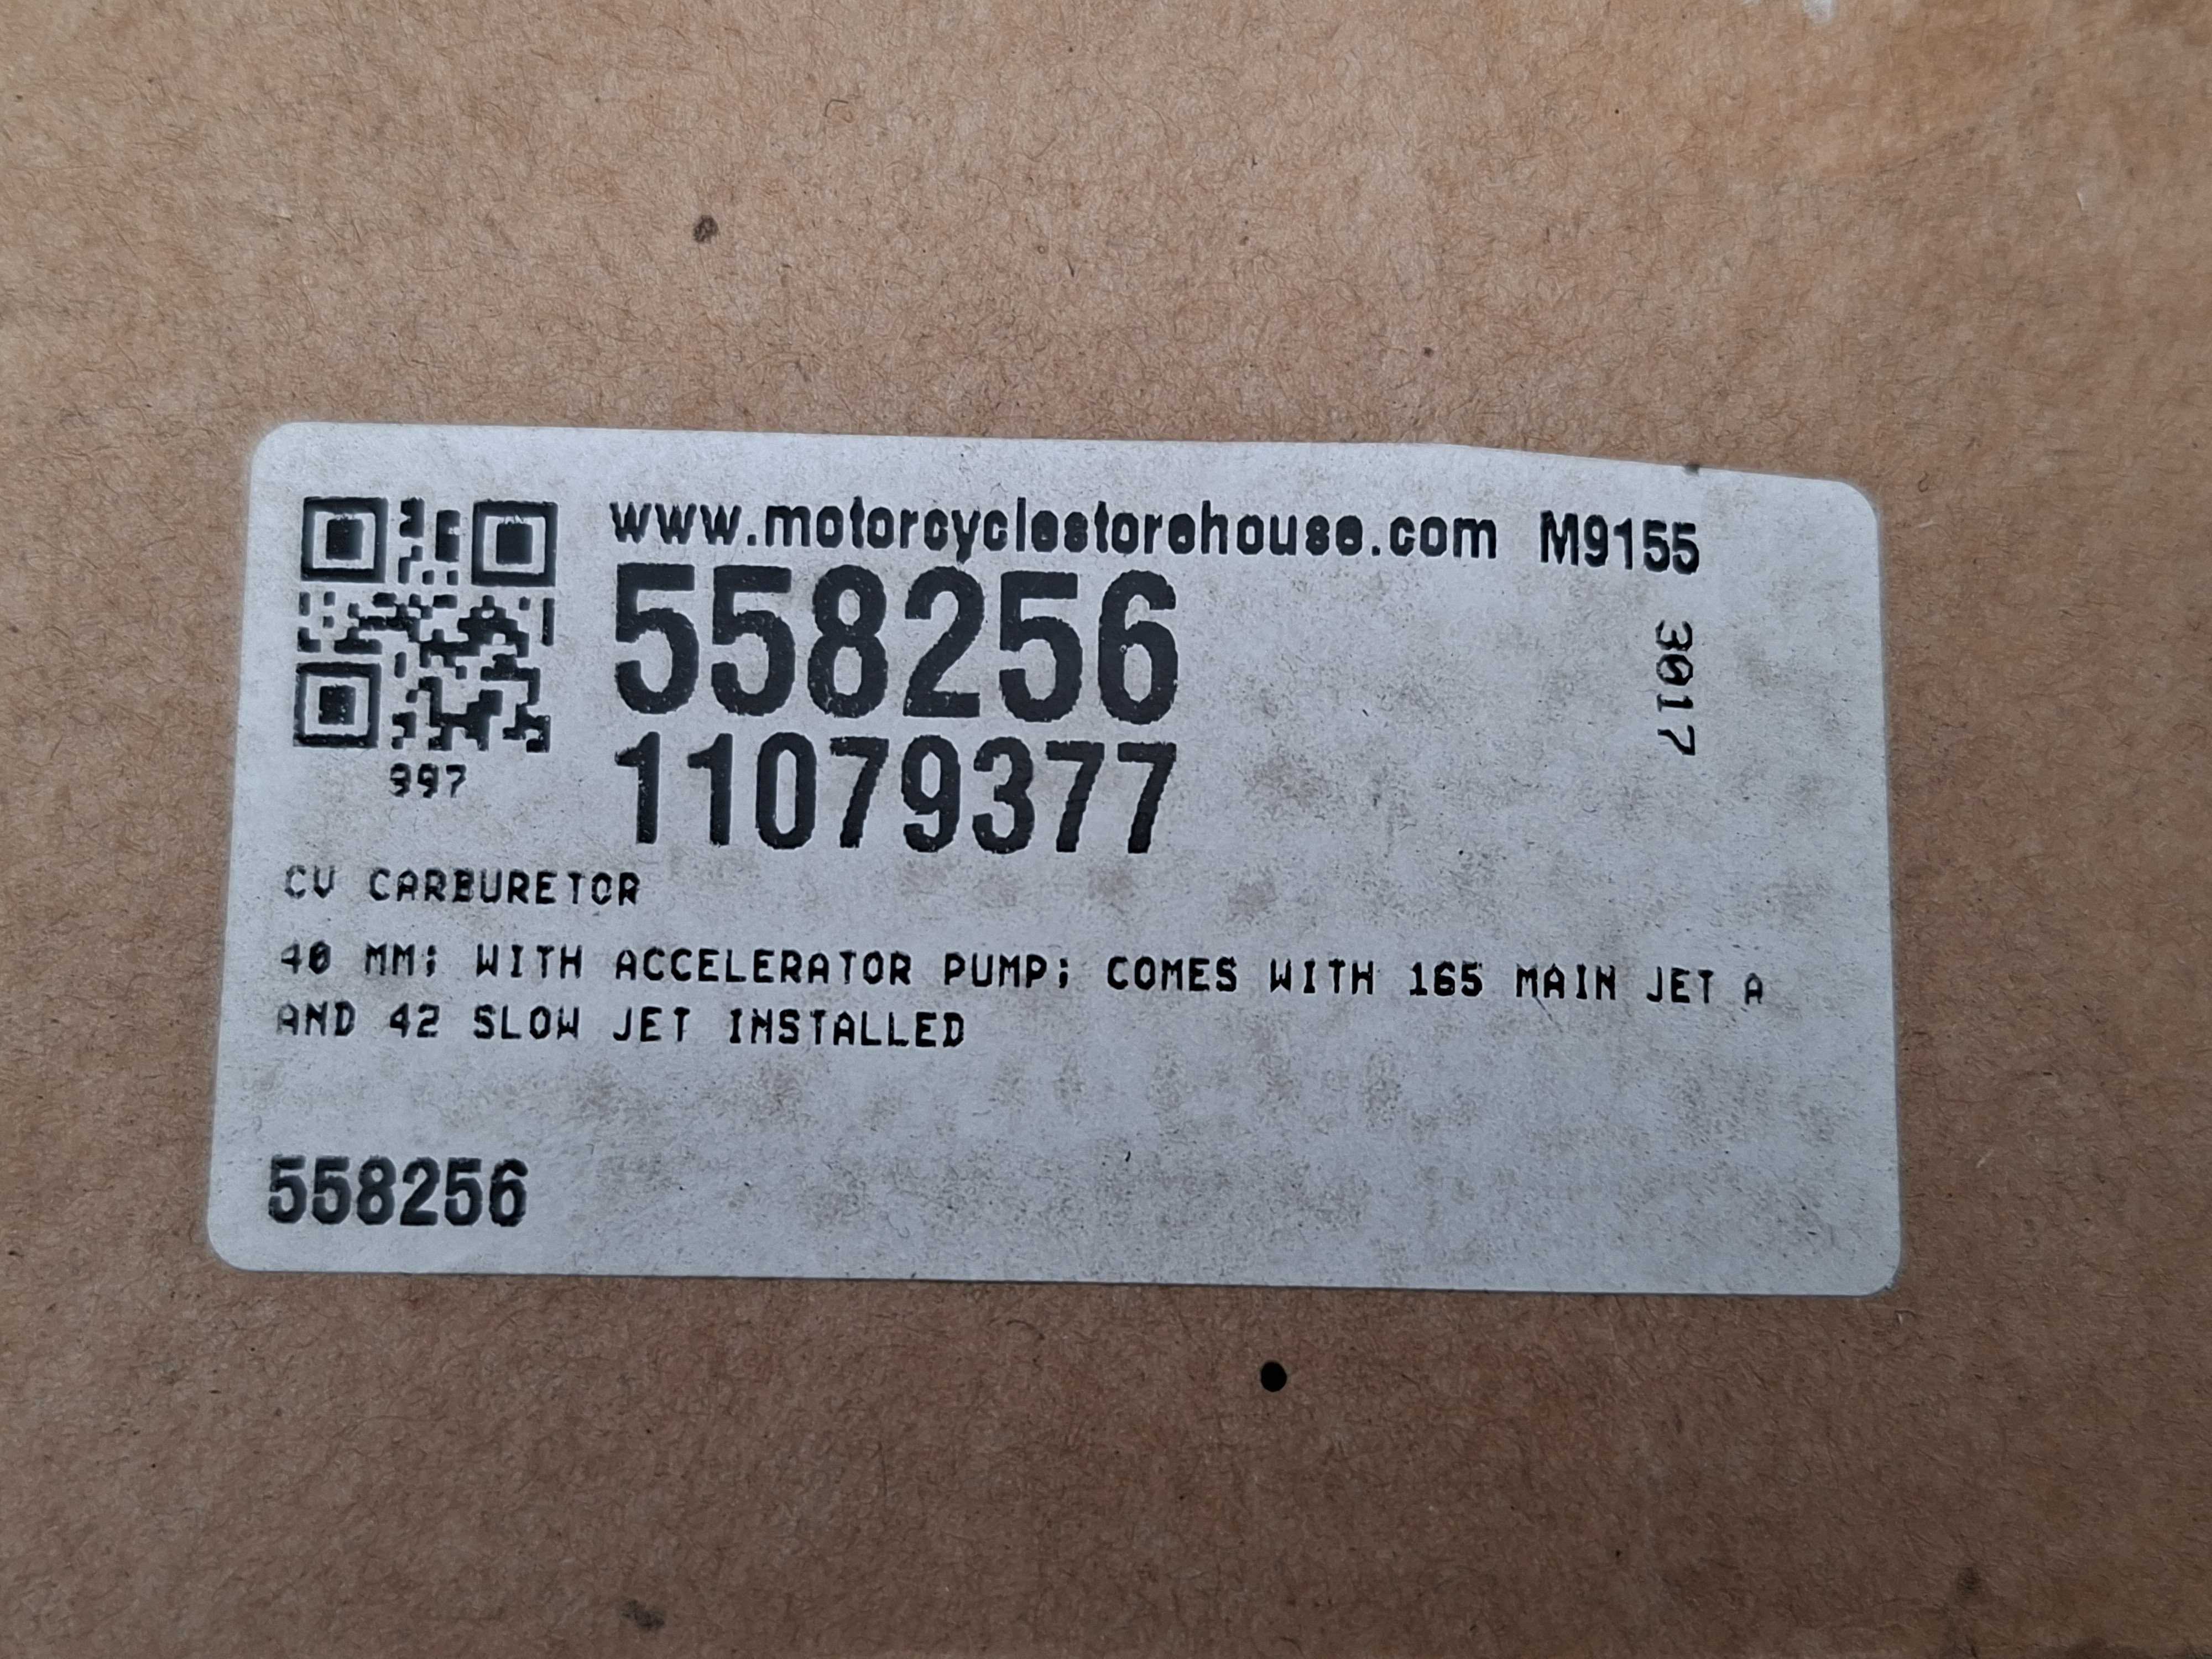 www.motorcyclestorehouse.com M9155
558256
3017
11079377
997
CV CARBURETOR
40 MM; WITH ACCELERATOR PUMP; COMES WITH 165 MAIN JET A
AND 42 SLOW JET INSTALLED
558256